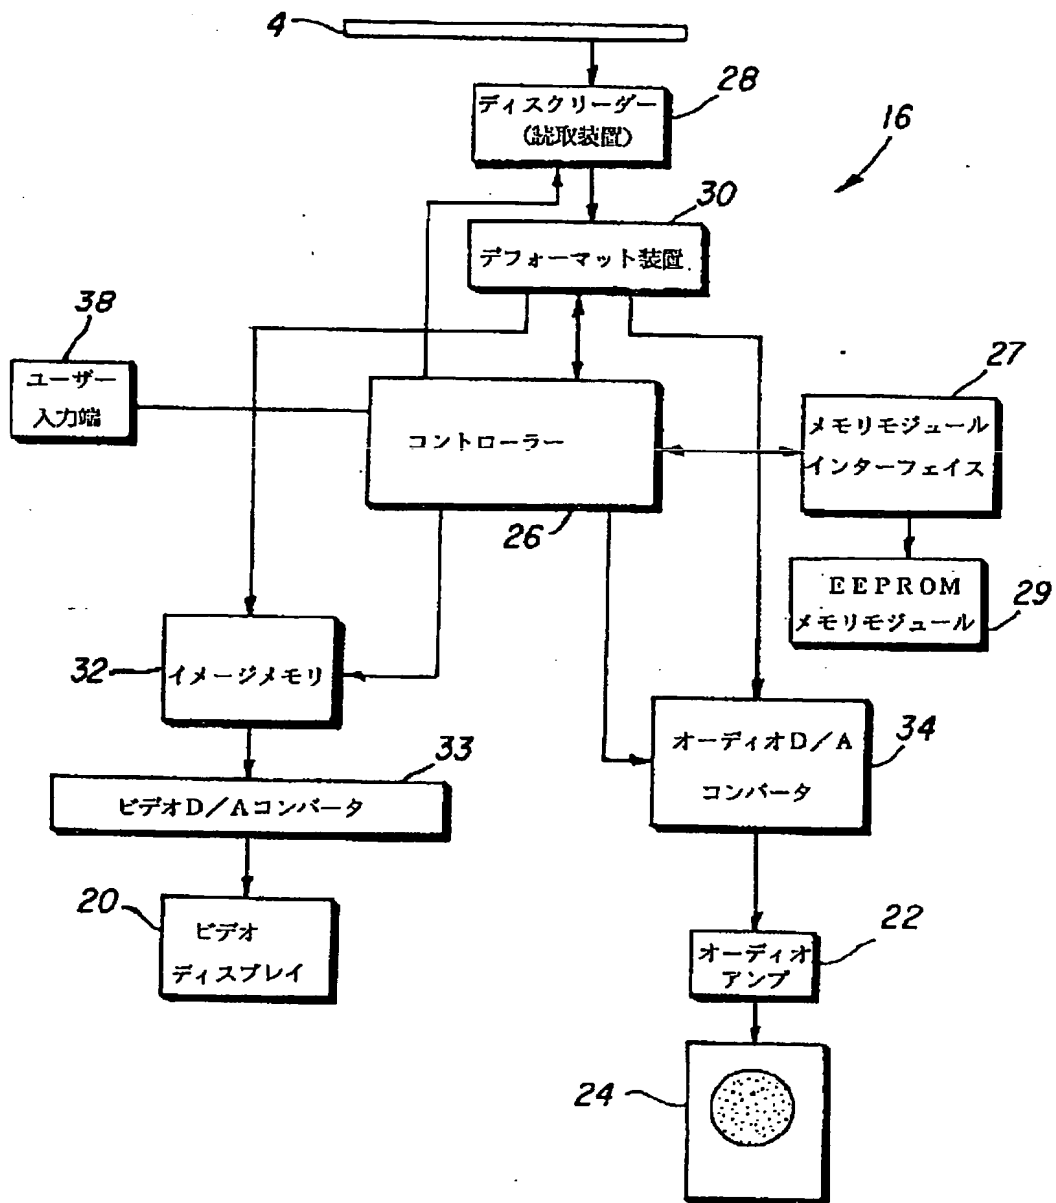 4
ディスクリーダー
(読取装置)
28
16
30
デフォーマット装置
38
ユーザー
入力端
コントローラー
26
27
メモリモジュール
インターフェイス
EEPROM
メモリモジュール
29
32
イメージメモリ
33
ビデオD/Aコンバータ
オーディオD/A
コンバータ
34
20
ビデオ
ディスプレイ
22
オーディオ
アンプ
24